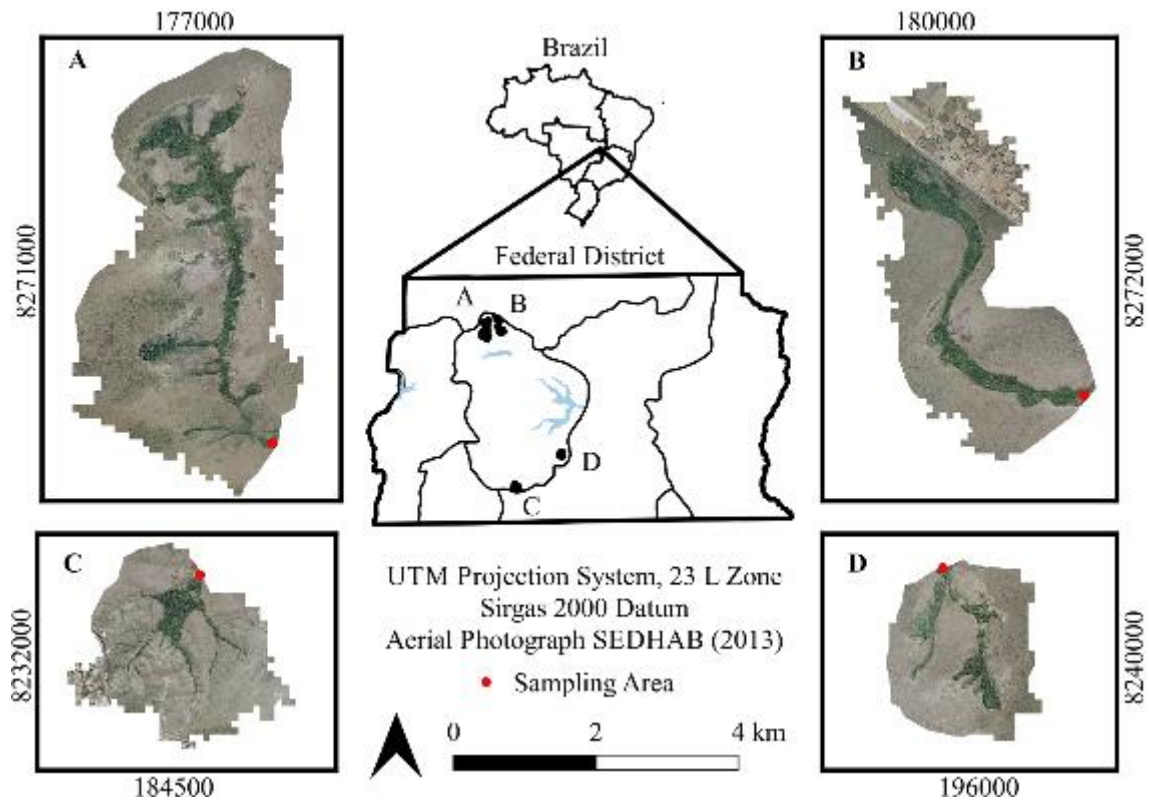 177000
180000
A
Brazil
B
8271000
8272000
Federal District
A
B
D
C
C
UTM Projection System, 23 L Zone
Sirgas 2000 Datum
Aerial Photograph SEDHAB (2013)
Sampling Area
0 2 4 km
D
8232000
8240000
184500
196000